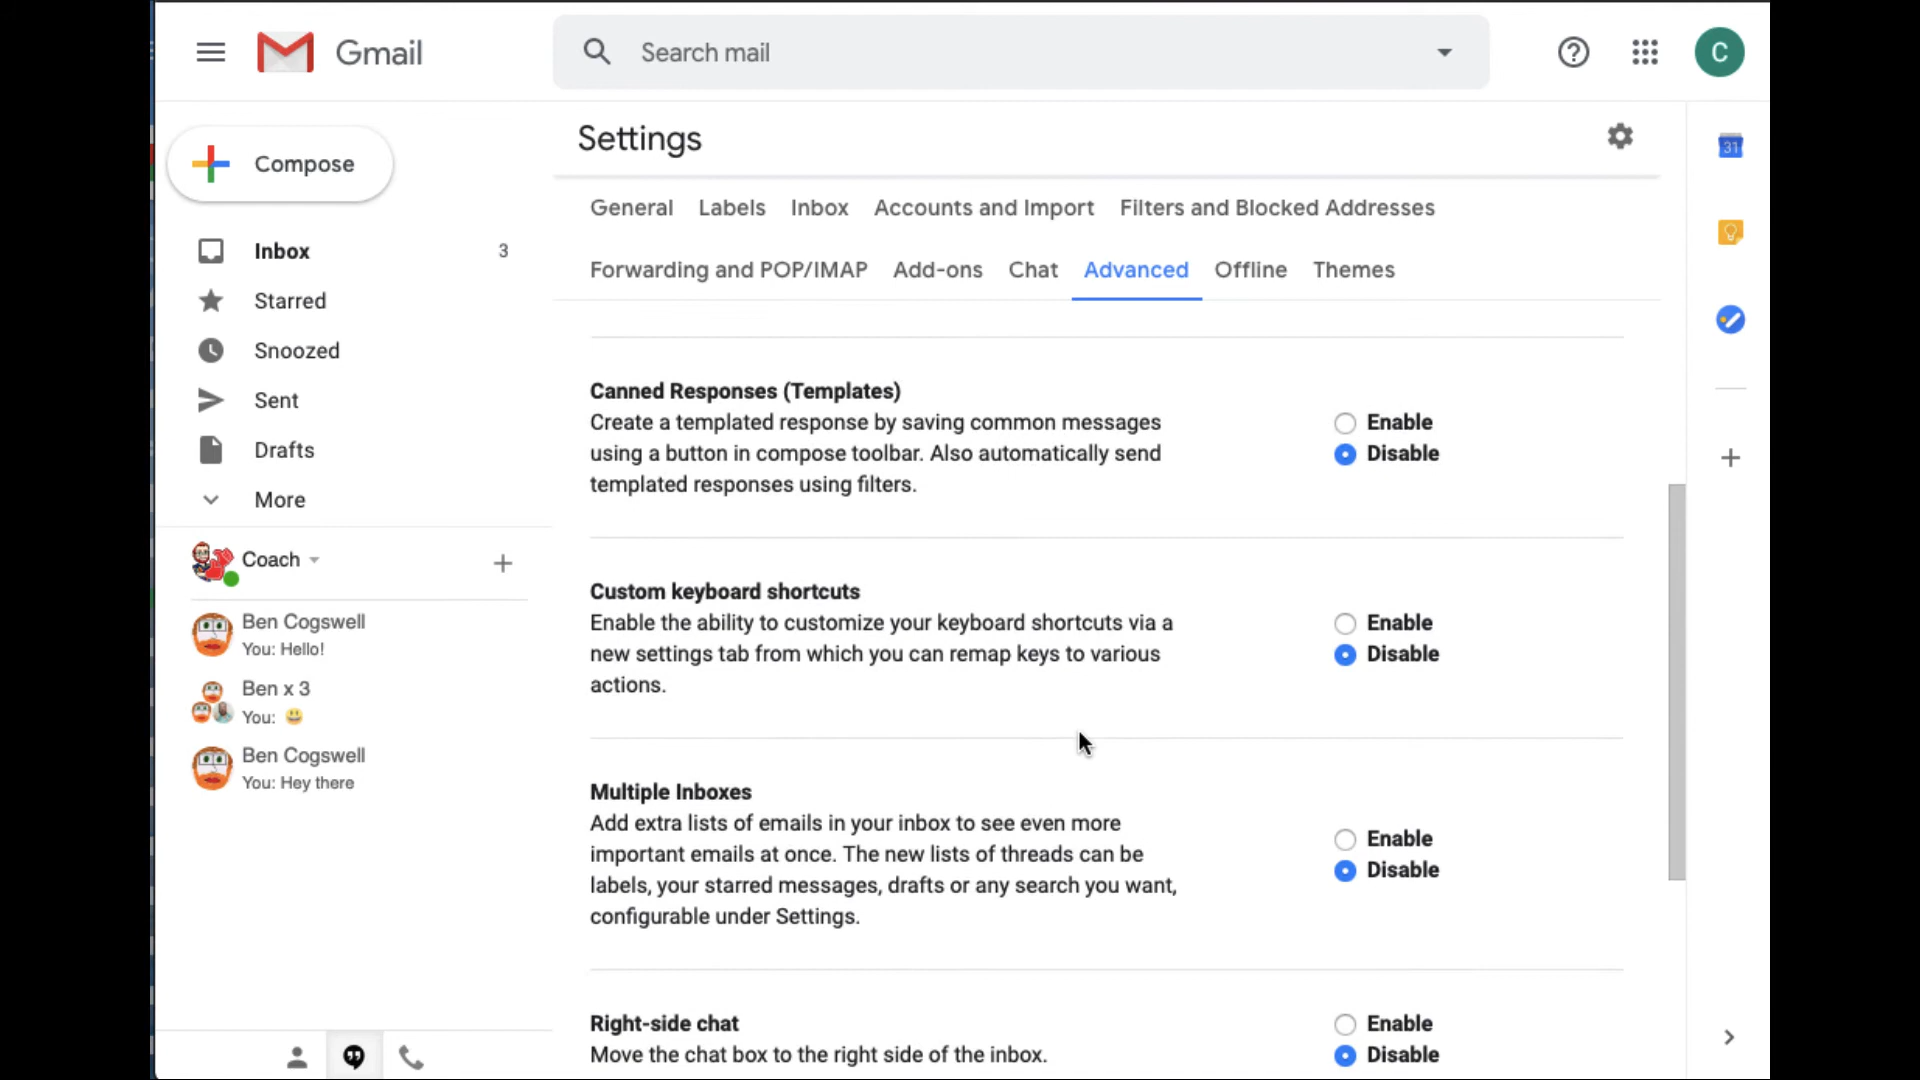 Gmail
Search mail
C
Compose
Settings
31
General Labels Inbox Accounts and Import Filters and Blocked Addresses
Forwarding and POP/IMAP Add-ons Chat Advanced Offline Themes
Inbox 3
Starred
Snoozed
Sent
Drafts
More
Coach
Ben Cogswell
You: Hello!
Ben x 3
You: 😃
Ben Cogswell
You: Hey there
Canned Responses (Templates)
Create a templated response by saving common messages
using a button in compose toolbar. Also automatically send
templated responses using filters.
Enable
Disable
Custom keyboard shortcuts
Enable the ability to customize your keyboard shortcuts via a
new settings tab from which you can remap keys to various
actions.
Enable
Disable
Multiple Inboxes
Add extra lists of emails in your inbox to see even more
important emails at once. The new lists of threads can be
labels, your starred messages, drafts or any search you want,
configurable under Settings.
Enable
Disable
Right-side chat
Move the chat box to the right side of the inbox.
Enable
Disable